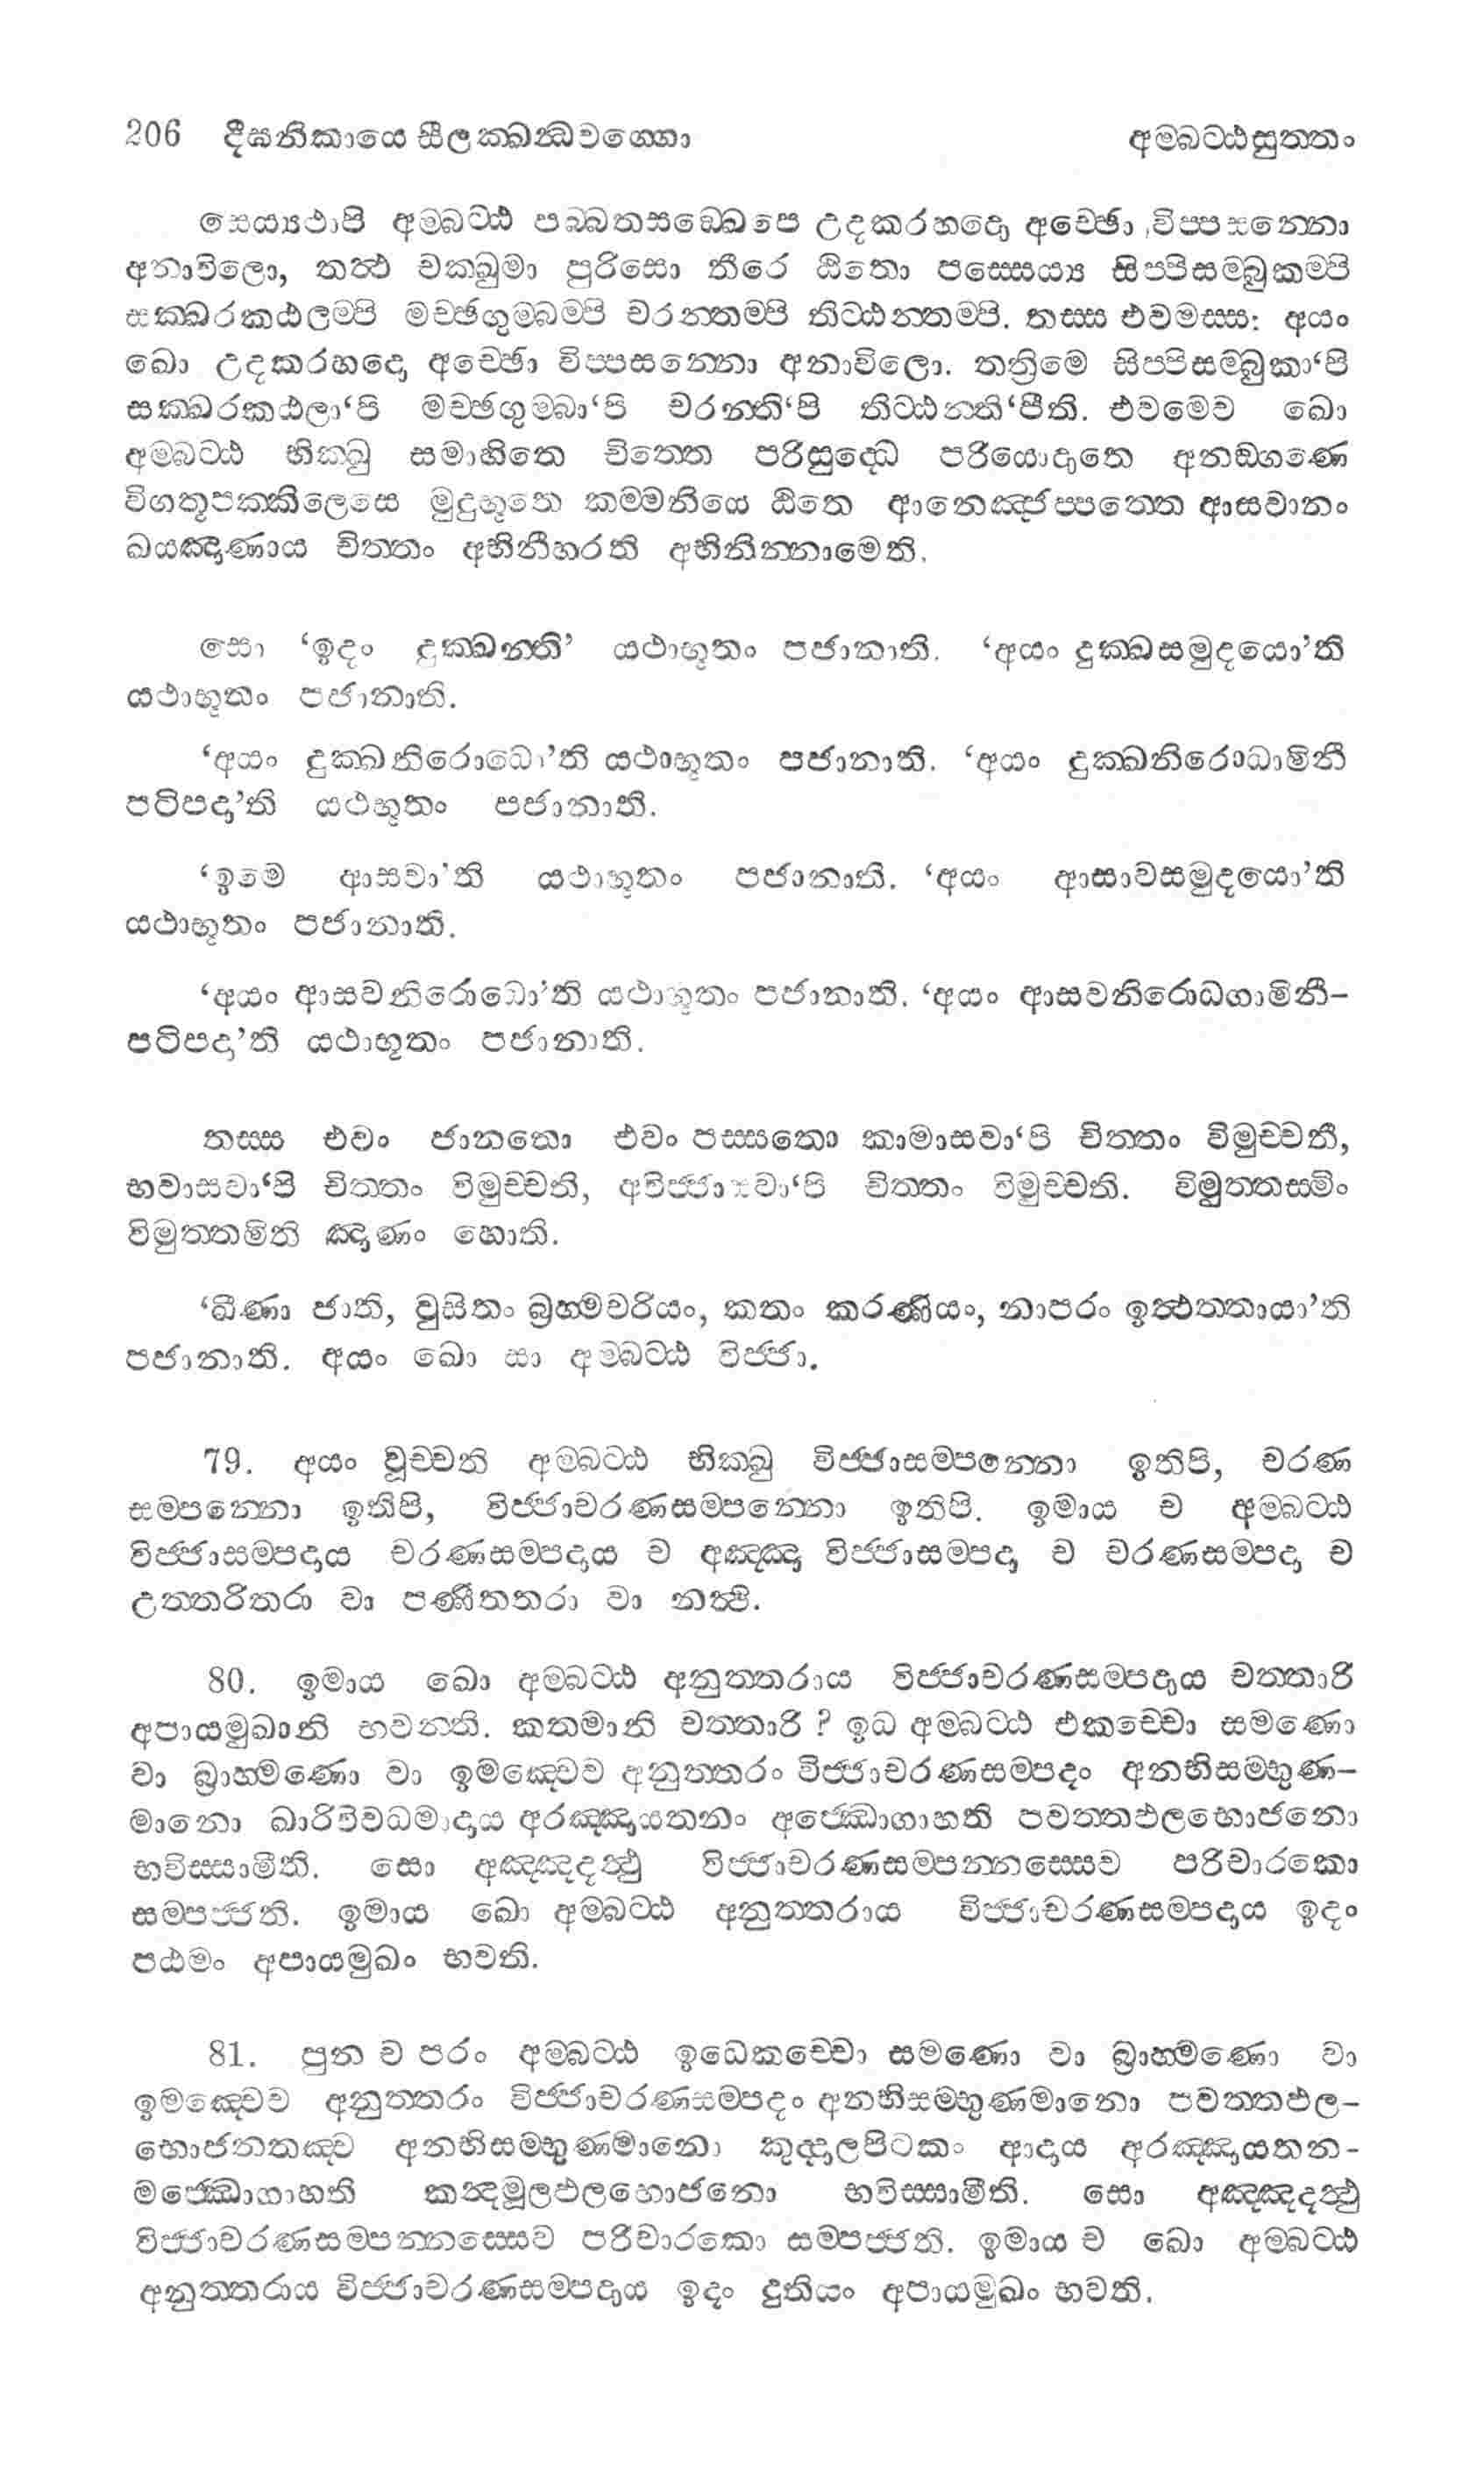 206 දීඝනිකායෙ සීලක්ඛන්ධවග්ගො අම්බට්ඨසුත්තං
සෙය්‍යථාපි අම්බට්ඨ පබ්බතසඞ්ඛෙපෙ උදකරහදො අච්ඡො විප්පසන්නො
අනාවිලො, තත්‍ථ චක්ඛුමා පුරිසො තීරෙ ඨිතො පස්සෙය්‍ය සිප්පිසම්බුකම්පි
සක්ඛරකඨලම්පි මච්ඡගුම්බම්පි චරන්තම්පි තිට්ඨන්තම්පි. තස්ස එවමස්ස: අයං
ඛො උදකරහදො අච්ඡො විප්පසන්නො අනාවිලො. තත්‍රිමෙ සිප්පිසම්බුකා‘පි
සක්ඛරකඨලා‘පි මච්ඡගුම්බා‘පි චරන්ති‘පි තිට්ඨන්ති‘පීති. එවමෙව ඛො
අම්බට්ඨ භික්ඛු සමාහිතෙ චිත්තෙ පරිසුද්ධෙ පරියොදාතෙ අනඞ්ගණෙ
විගතූපක්කිලෙසෙ මුදුභූතෙ කම්මනියෙ ඨිතෙ ආනෙඤ්ජප්පත්තෙ ආසවානං
ඛයඤාණාය චිත්තං අභිනීහරති අභිනින්නාමෙති.
සො ‘ඉදං දුක්ඛන්ති’ යථාභූතං පජානාති. ‘අයං දුක්ඛසමුදයො’ති
යථාභූතං පජානාති.
‘අයං දුක්ඛනිරොධො’ති යථාභූතං පජානාති. ‘අයං දුක්ඛනිරොධාමිනී
පටිපදා’ති යථභූතං පජානාති.
‘ඉමෙ ආසවා’ති යථාභූතං පජානාති. ‘අයං ආසාවසමුදයො’ති
යථාභූතං පජානාති.
‘අයං ආසවනිරොධො’ති යථාභූතං පජානාති. ‘අයං ආසවනිරොධගාමිනී–
පටිපදා’ති යථාභූතං පජානාති.
තස්ස එවං ජානතො එවං පස්සතො කාමාසවා‘පි චිත්තං විමුච්චතී,
භවාසවා‘පි චිත්තං විමුච්චති, අවිජ්ජාසවා‘පි චිත්තං විමුච්චති. විමුත්තස්මිං
විමුත්තමිති ඤාණං හොති.
‘ඛීණා ජාති, වුසිතං බ්‍රහ්මචරියං, කතං කරණීයං, නාපරං ඉත්‍ථත්තායා’ති
පජානාති. අයං ඛො සා අම්බට්ඨ විජ්ජා.
79. අයං වූච්චති අම්බට්ඨ භික්ඛු විජ්ජාසම්පන්නො ඉතිපි, චරණ
සම්පන්නො ඉතිපි, විජ්ජාචරණසම්පන්නො ඉතිපි. ඉමාය ච අම්බට්ඨ
විජ්ජාසම්පදාය චරණසම්පදාය ච අඤ්ඤා විජ්ජාසම්පදා ච චරණසම්පදා ච
උත්තරිතරා වා පණීතතරා වා නත්‍ථි.
80. ඉමාය ඛො අම්බට්ඨ අනුත්තරාය විජ්ජාචරණසම්පදාය චත්තාරි
අපායමුඛානි භවන්ති. කතමානි චත්තාරි ? ඉධ අම්බට්ඨ එකච්චො සමණො
වා බ්‍රාහ්මණො වා ඉමඤ්චෙව අනුත්තරං විජ්ජාචරණසම්පදං අනභිසම්භුණ–
මානො ඛාරිවිවධමාදාය අරඤ්ඤායතනං අජ්ඣොගාහති පවත්තඵලභොජනො
භවිස්සාමීති. සො අඤ්ඤදත්‍ථු විජ්ජාචරණසම්පන්නස්සෙව පරිචාරකො
සම්පජ්ජති. ඉමාය ඛො අම්බට්ඨ අනුත්තරාය විජ්ජාචරණසම්පදාය ඉදං
පඨමං අපායමුඛං භවති.
81. පුන ච පරං අම්බට්ඨ ඉධෙකච්චො සමණො වා බ්‍රාහ්මණො වා
ඉමඤ්චෙව අනුත්තරං විජ්ජාචරණසම්පදං අනභිසම්භුණමානො පවත්තඵල–
භොජනතඤ්ච අනභිසම්භුණමානො කුද්දාලපිටකං ආදාය අරඤ්ඤායතන–
මජ්ඣොගාහති කන්‍දමූලඵලහොජනො භවිස්සාමීති. සො අඤ්ඤදත්‍ථු
විජ්ජාචරණසම්පන්නස්සෙව පරිචාරකො සම්පජ්ජති. ඉමාය ච ඛො අම්බට්ඨ
අනුත්තරාය විජ්ජාචරණසම්පදාය ඉදං දුතියං අපායමුඛං භවති.